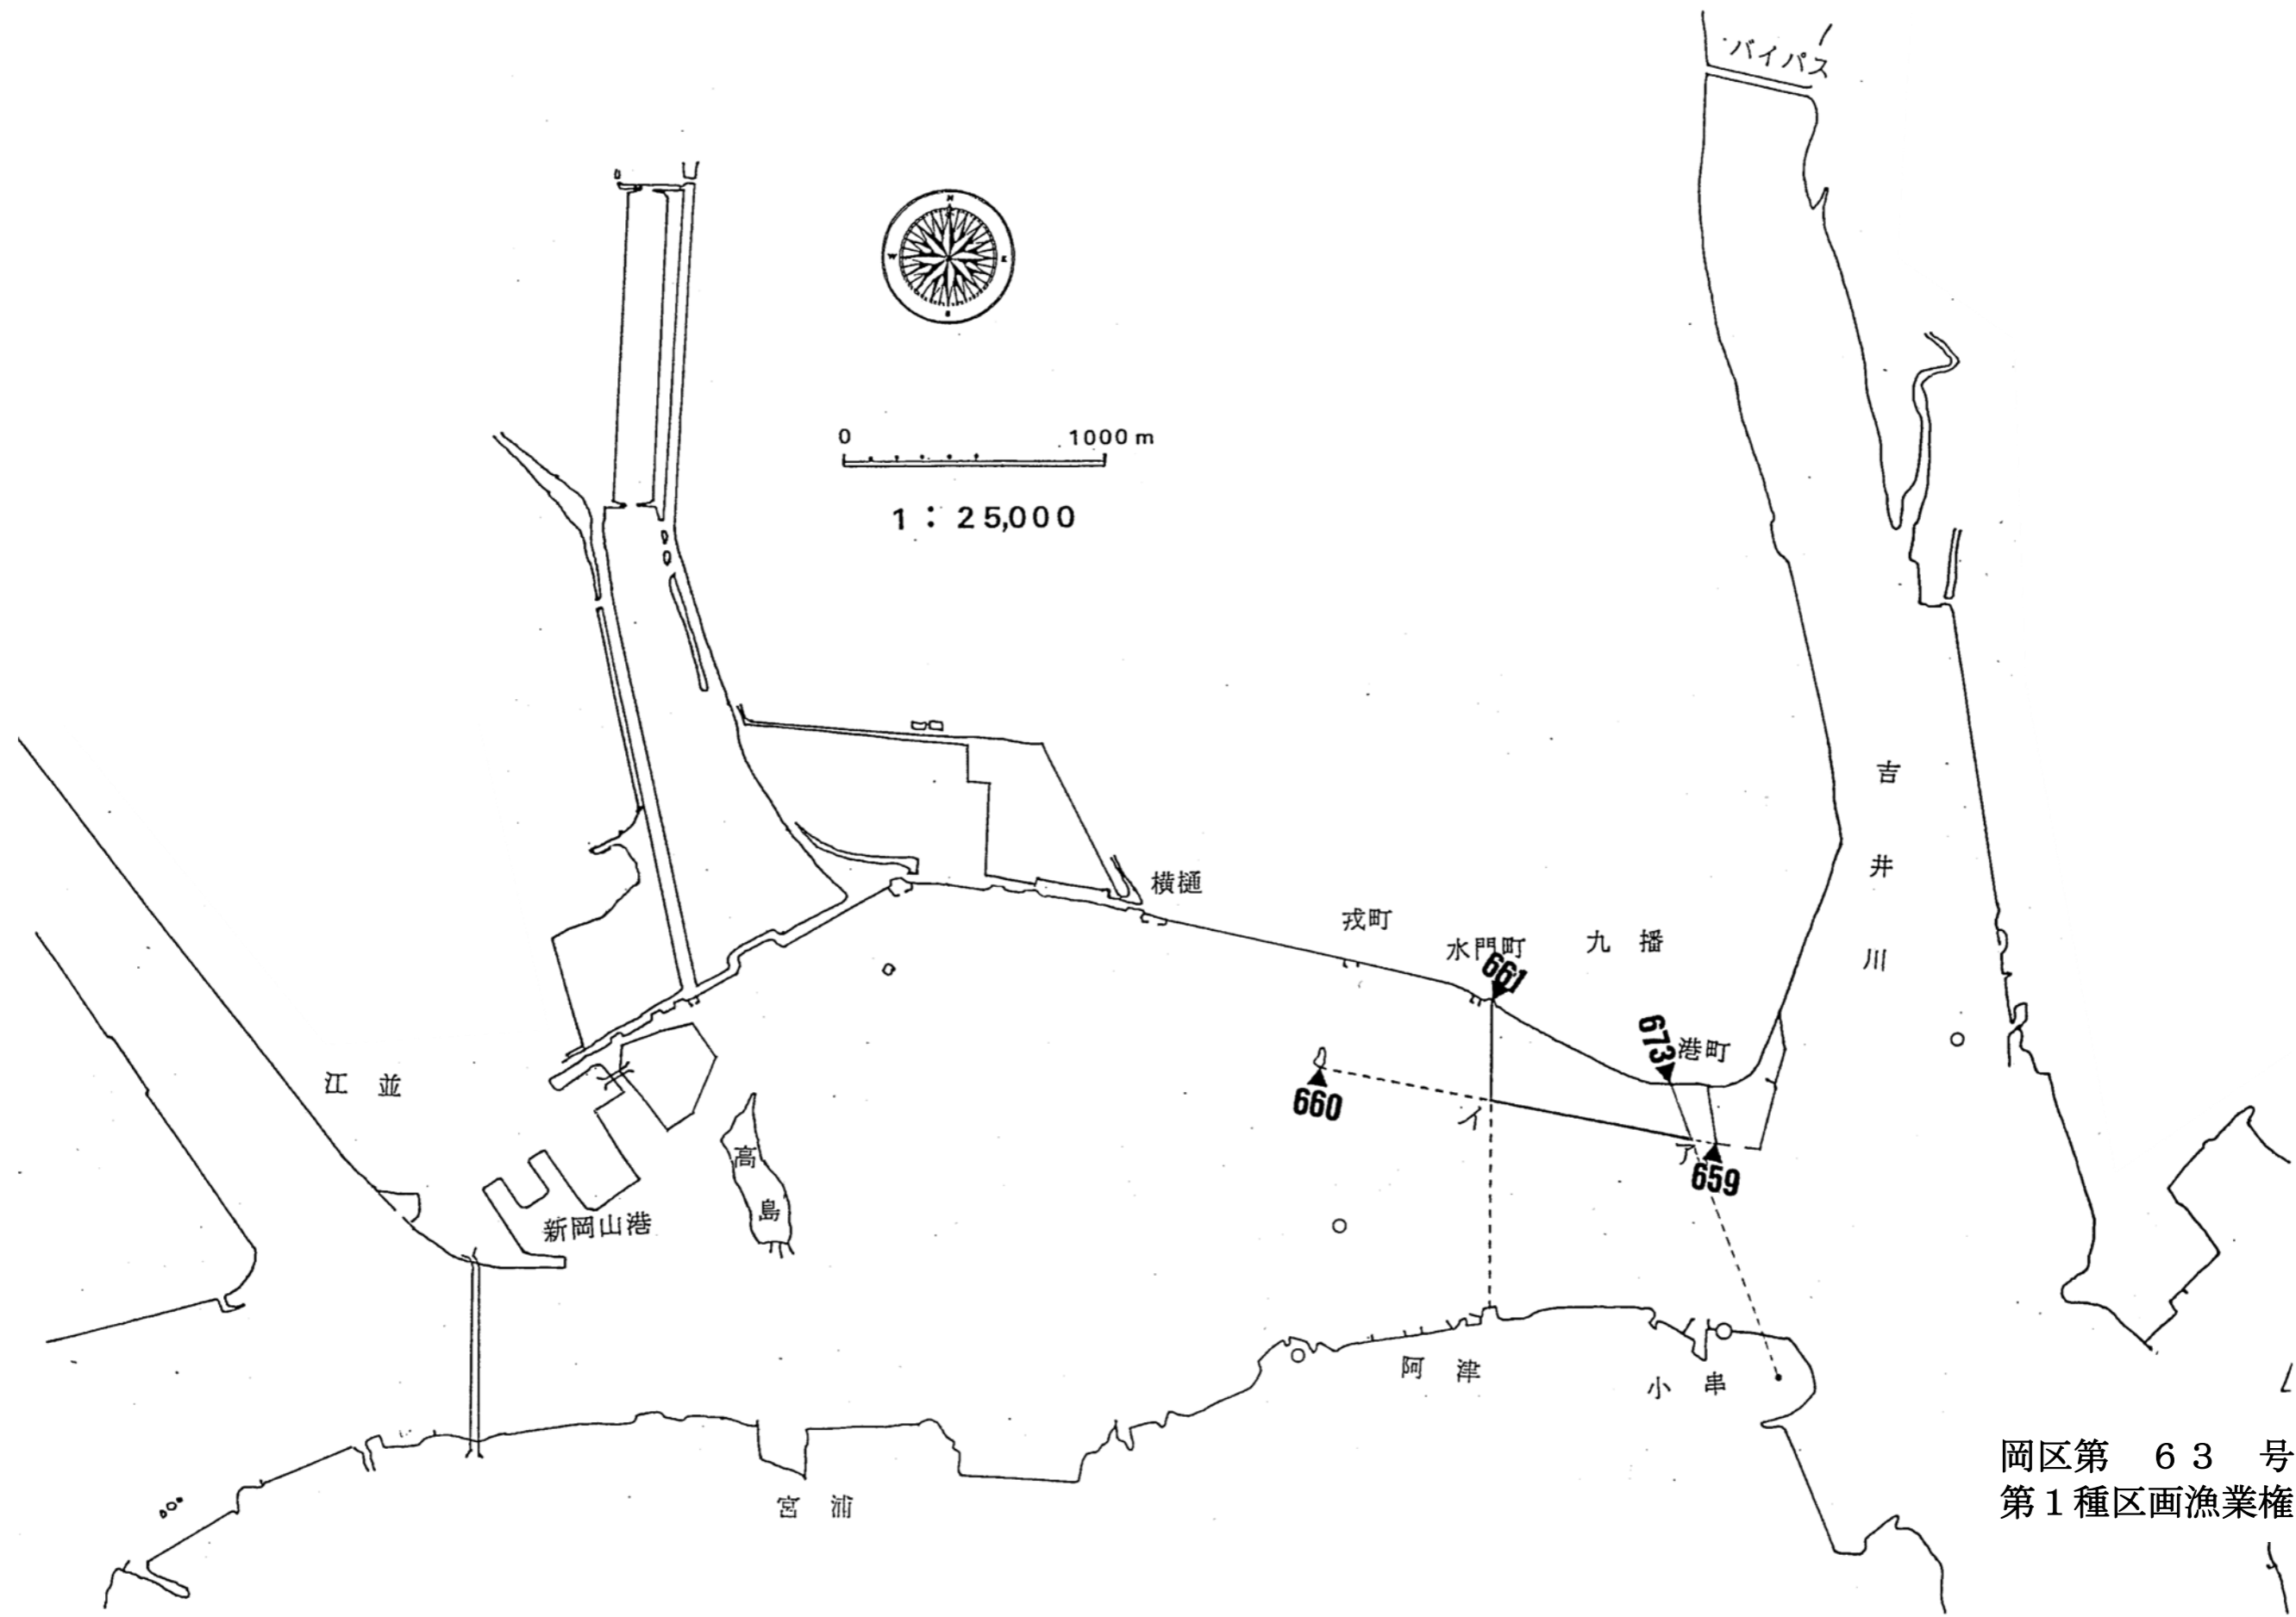 バイパス
N
W
E
S
0
1000 m
1 : 25,000
吉井川
横樋
戎町
水門町
九播
661
673
港町
江並
660
イ
ア
659
高島
新岡山港
阿津
小串
宮浦
岡区第 63 号
第1種区画漁業権